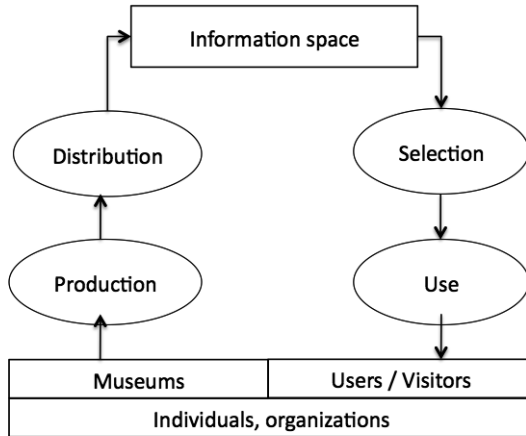 Information space
Distribution
Selection
Production
Use
Museums
Users / Visitors
Individuals, organizations